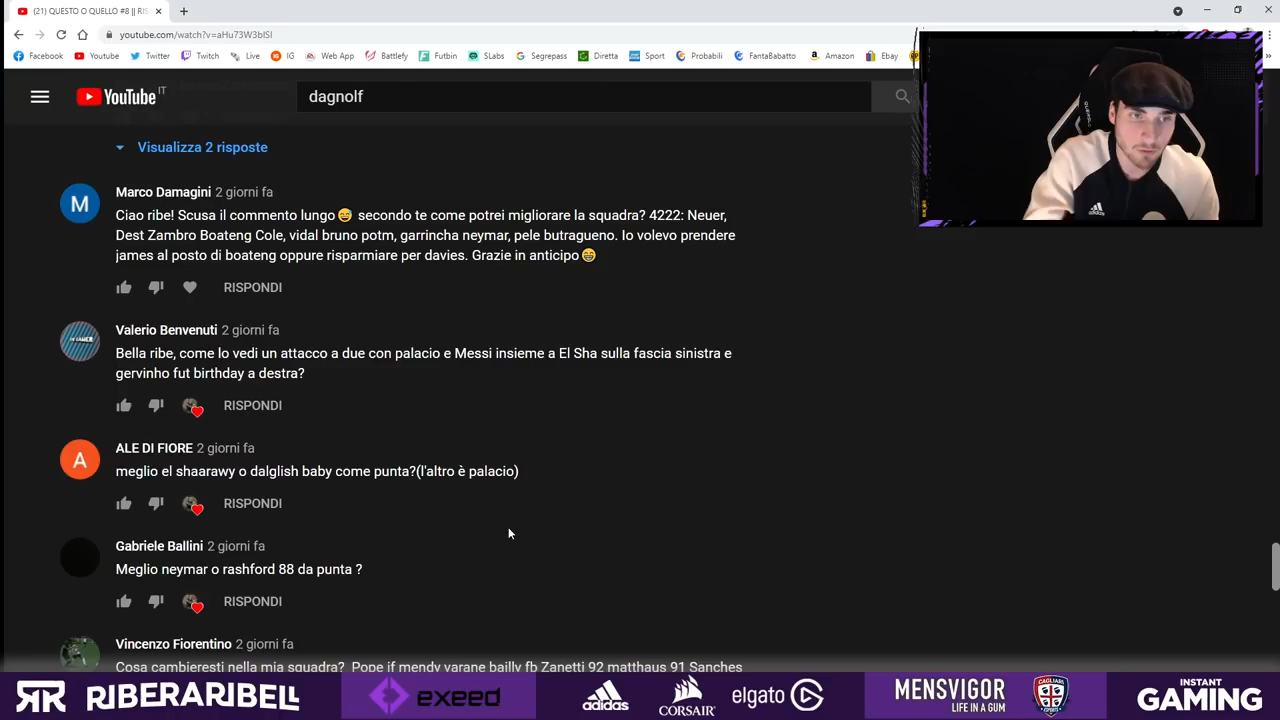 (21) QUESTO O QUELLO #8 || RIS
youtube.com/watch?v=aHu73W3bISI
Facebook Youtube Twitter Twitch Live IG Web App Battlefy Futbin SLabs Segrepass Diretta Sport Probabili FantaBabatto Amazon Ebay
YouTube IT
dagnolf
Visualizza 2 risposte
M
Marco Damagini 2 giorni fa
Ciao ribe! Scusa il commento lungo😅 secondo te come potrei migliorare la squadra? 4222: Neuer,
Dest Zambro Boateng Cole, vidal bruno potm, garrincha neymar, pele butragueno. Io volevo prendere
james al posto di boateng oppure risparmiare per davies. Grazie in anticipo😁
RISPONDI
Valerio Benvenuti 2 giorni fa
Bella ribe, come lo vedi un attacco a due con palacio e Messi insieme a El Sha sulla fascia sinistra e
gervinho fut birthday a destra?
RISPONDI
A
ALE DI FIORE 2 giorni fa
meglio el shaarawy o dalglish baby come punta?(l'altro è palacio)
RISPONDI
Gabriele Ballini 2 giorni fa
Meglio neymar o rashford 88 da punta ?
RISPONDI
Vincenzo Fiorentino 2 giorni fa
Cosa cambieresti nella mia squadra? Pope if mendy varane bailly fb Zanetti 92 matthaus 91 Sanches
RR RIBERARIBELL exeed adidas CORSAIR elgato MENSVIGOR LIFE IN A GUM CAGLIARI ESPORTS INSTANT GAMING